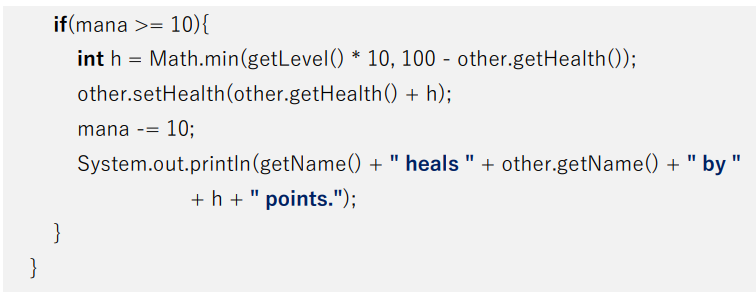 if(mana >= 10){
int h = Math.min(getLevel() * 10, 100 - other.getHealth());
other.setHealth(other.getHealth() + h);
mana -= 10;
System.out.println(getName() + " heals " + other.getName() + " by "
+ h + " points.");
}
}